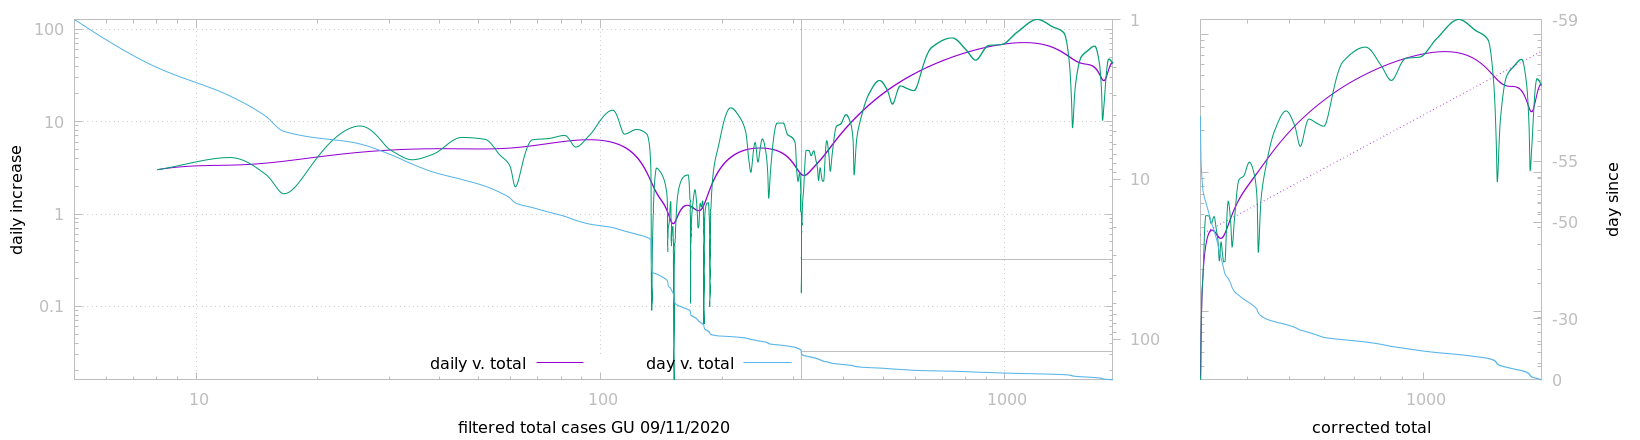 100
10
1
0.1
daily increase
daily v. total
day v. total
10
100
1000
filtered total cases GU 09/11/2020
1
10
100
1000
corrected total
-59
-55
-50
-30
0
day since